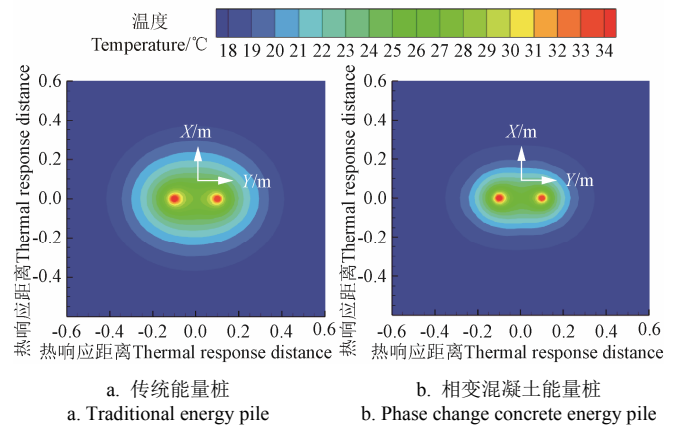 温度
Temperature/℃
18 19 20 21 22 23 24 25 26 27 28 29 30 31 32 33 34
热响应距离Thermal response distance
0.6
0.4
0.2
0.0
-0.2
-0.4
X/m
Y/m
-0.6 -0.4 -0.2 0.0 0.2 0.4 0.6
热响应距离Thermal response distance
a. 传统能量桩
a. Traditional energy pile
热响应距离Thermal response distance
0.6
0.4
0.2
0.0
-0.2
-0.4
X/m
Y/m
-0.6 -0.4 -0.2 0.0 0.2 0.4 0.6
热响应距离Thermal response distance
b. 相变混凝土能量桩
b. Phase change concrete energy pile